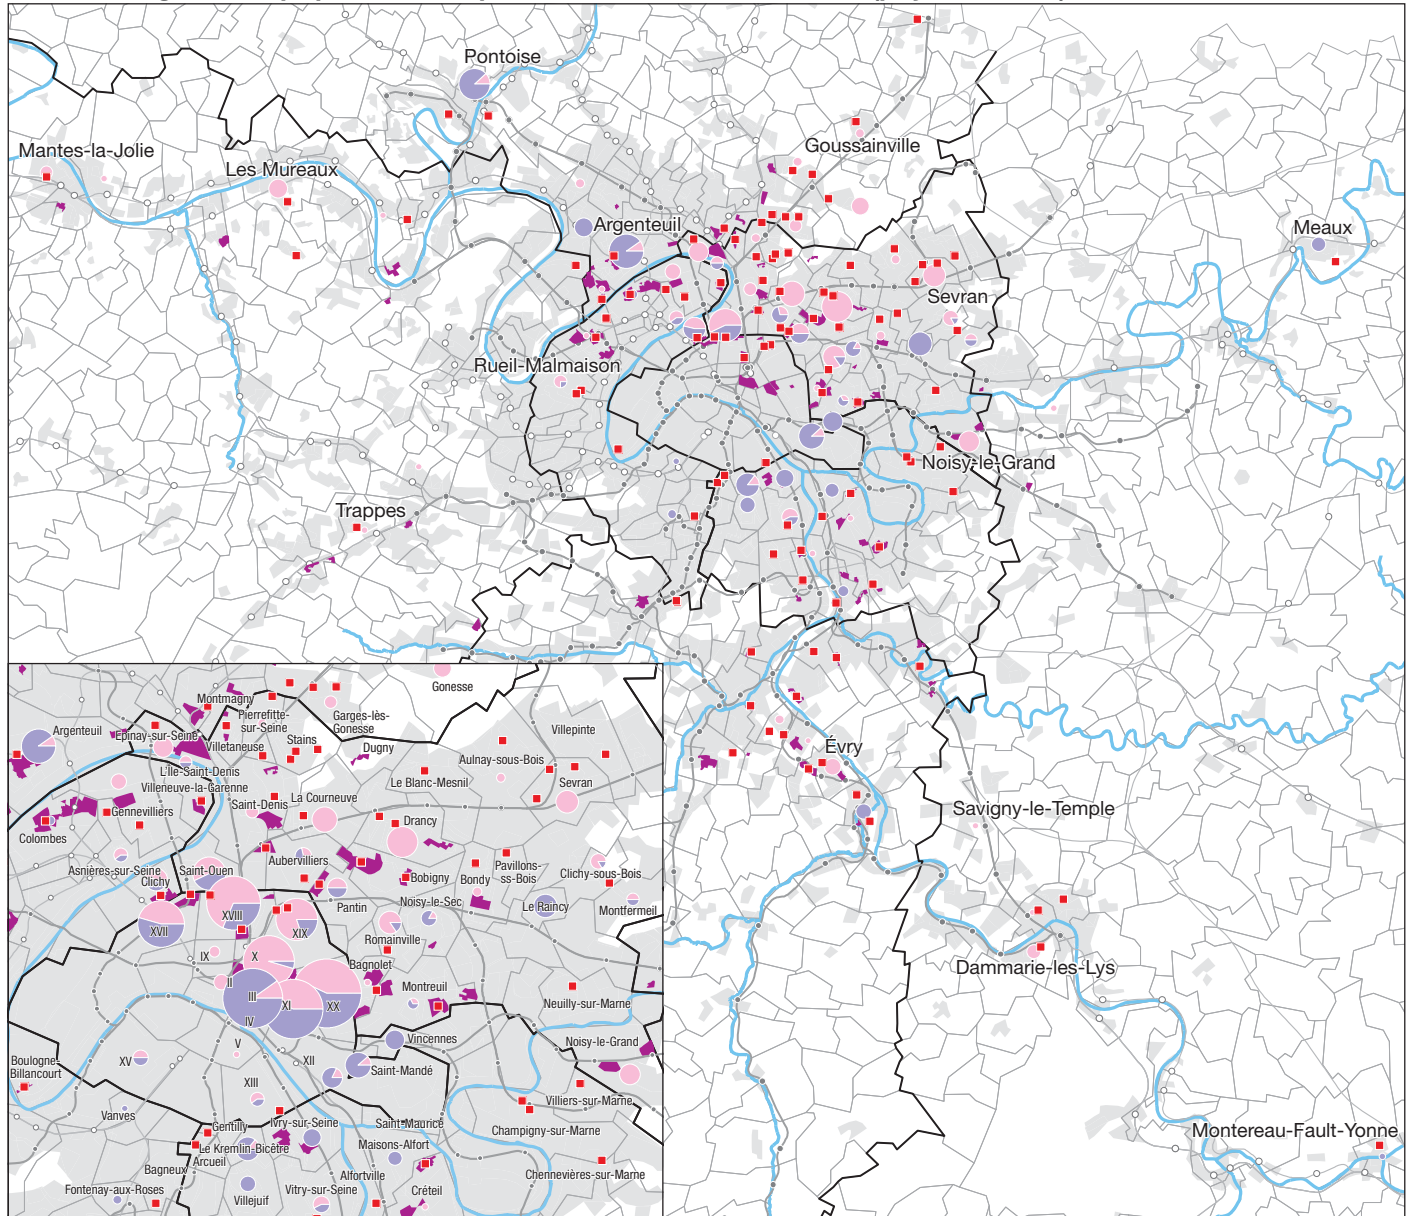 Pontoise
Mantes-la-Jolie
Les Mureaux
Goussainville
Argenteuil
Meaux
Sevran
Rueil-Malmaison
Noisy-le-Grand
Trappes
Évry
Savigny-le-Temple
Dammarie-les-Lys
Montereau-Fault-Yonne
Gonesse
Montmagny
Pierrefitte-
sur-Seine
Garges-lès-
Gonesse
Argenteuil
Epinay-sur-Seine
Villetaneuse
Stains
Dugny
Villepinte
Aulnay-sous-Bois
L'Ile-Saint-Denis
Le Blanc-Mesnil
Sevran
Villeneuve-la-Garenne
Saint-Denis
La Courneuve
Gennevilliers
Drancy
Colombes
Aubervilliers
Asnières-sur-Seine
Saint-Ouen
Clichy
Bobigny
Bondy
Pavillons-
ss-Bois
Clichy-sous-Bois
Pantin
Noisy-le-Sec
Le Raincy
Montfermeil
XVIII
XVII
XIX
Romainville
IX
X
Bagnolet
II
III
XI
XX
Montreuil
Neuilly-sur-Marne
IV
V
Vincennes
Noisy-le-Grand
Boulogne-
Billancourt
XV
XII
Saint-Mandé
XIII
Vanves
Villiers-sur-Marne
Gentilly
Ivry-sur-Seine
Saint-Maurice
Champigny-sur-Marne
Le Kremlin-Bicêtre
Maisons-Alfort
Arcueil
Bagneux
Alfortville
Chennevières-sur-Marne
Fontenay-aux-Roses
Villejuif
Vitry-sur-Seine
Créteil